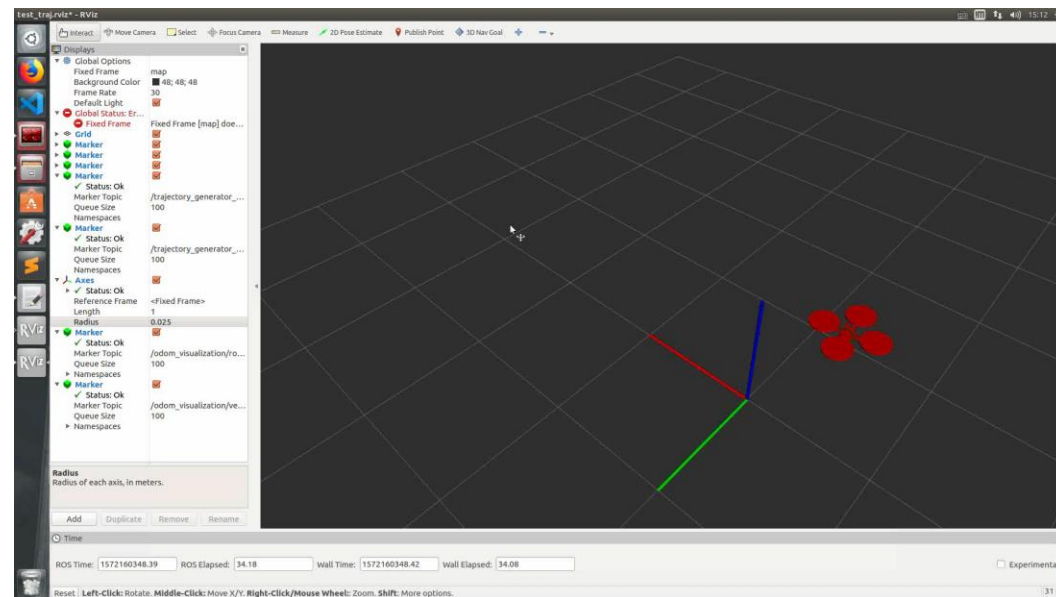 test_traj.rviz* - RViz
15:12
Interact Move Camera Select Focus Camera Measure 2D Pose Estimate Publish Point 3D Nav Goal
Displays
Global Options
Fixed Frame map
Background Color 48; 48; 48
Frame Rate 30
Default Light
Global Status: Er...
Fixed Frame Fixed Frame [map] doe...
Grid
Marker
Marker
Marker
Marker
Status: Ok
Marker Topic /trajectory_generator_...
Queue Size 100
Namespaces
Marker
Status: Ok
Marker Topic /trajectory_generator_...
Queue Size 100
Namespaces
Axes
Status: Ok
Reference Frame <Fixed Frame>
Length 1
Radius 0.025
Marker
Status: Ok
Marker Topic /odom_visualization/ro...
Queue Size 100
Namespaces
Marker
Status: Ok
Marker Topic /odom_visualization/ve...
Queue Size 100
Namespaces
RViz
RViz
Radius
Radius of each axis, in meters.
Add Duplicate Remove Rename
Time
ROS Time: 1572160348.39 ROS Elapsed: 34.18 Wall Time: 1572160348.42 Wall Elapsed: 34.08 Experimenta
Reset Left-Click: Rotate. Middle-Click: Move X/Y. Right-Click/Mouse Wheel: Zoom. Shift: More options. 31